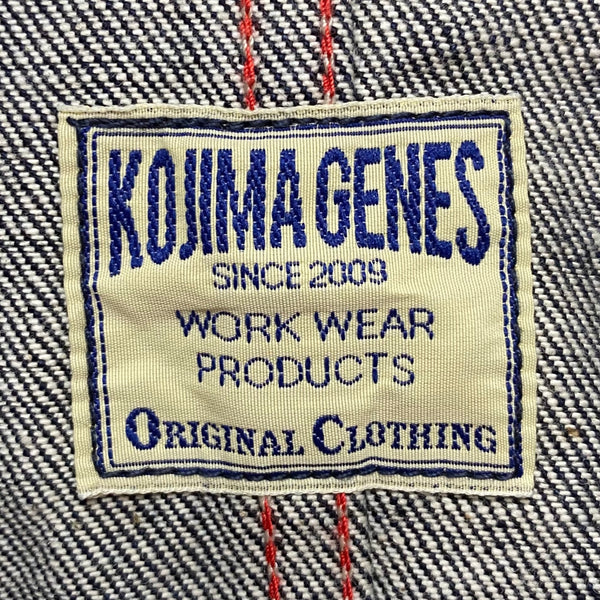 KOJIMA GENES
SINCE 2009
WORK WEAR
PRODUCTS
ORIGINAL CLOTHING